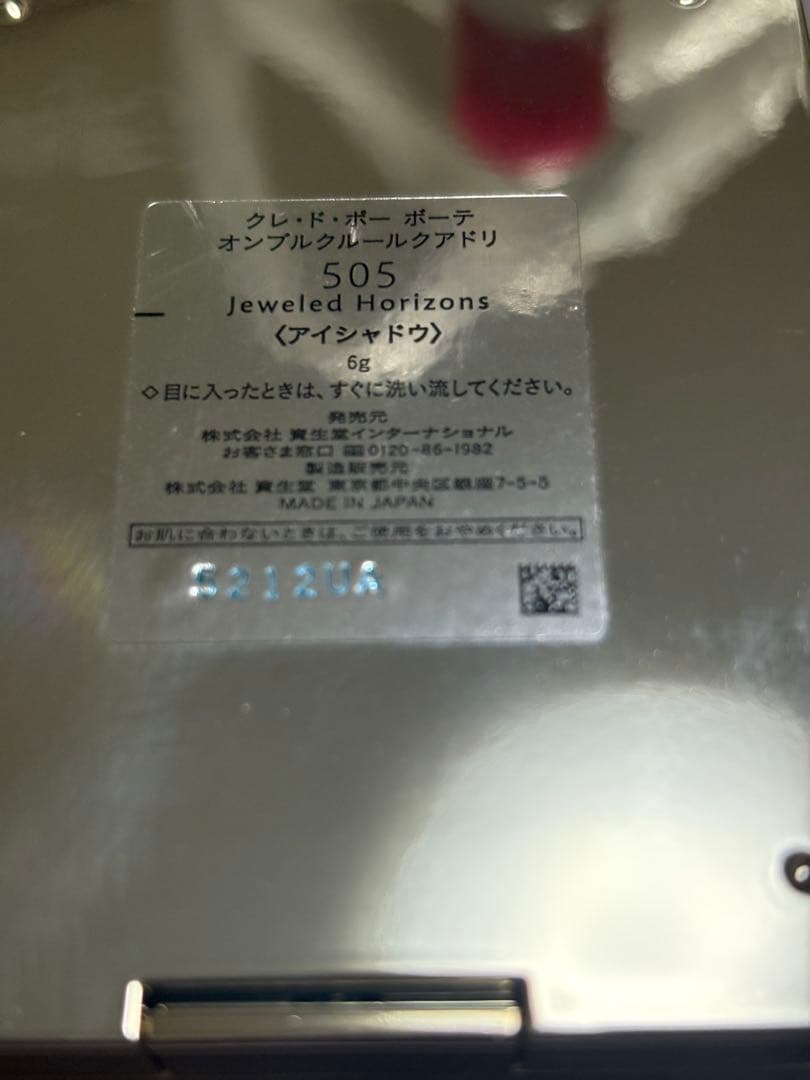 クレ・ド・ポー ボーテ
オンブルクルールクアドリ
505
Jeweled Horizons
〈アイシャドウ〉
6g
◇目に入ったときは、すぐに洗い流してください。
発売元
株式会社 資生堂インターナショナル
お客さま窓口 0120-86-1982
製造販売元
株式会社 資生堂 東京都中央区銀座7-5-5
MADE IN JAPAN
お肌に合わないときは、ご使用をおやめください。
5212UA